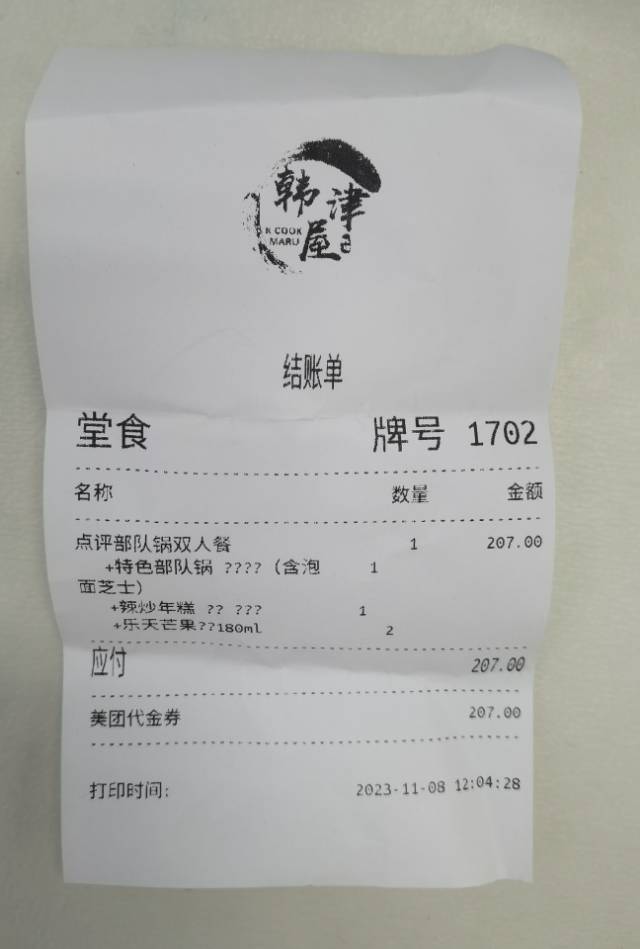 韩津屋
K COOK
MARU
结账单
堂食 牌号 1702
名称 数量 金额
点评部队锅双人餐 1 207.00
+特色部队锅 ???? (含泡 1
面芝士)
+辣炒年糕 ?? ??? 1
+乐天芒果??180ml 2
应付 207.00
美团代金券 207.00
打印时间: 2023-11-08 12:04:28